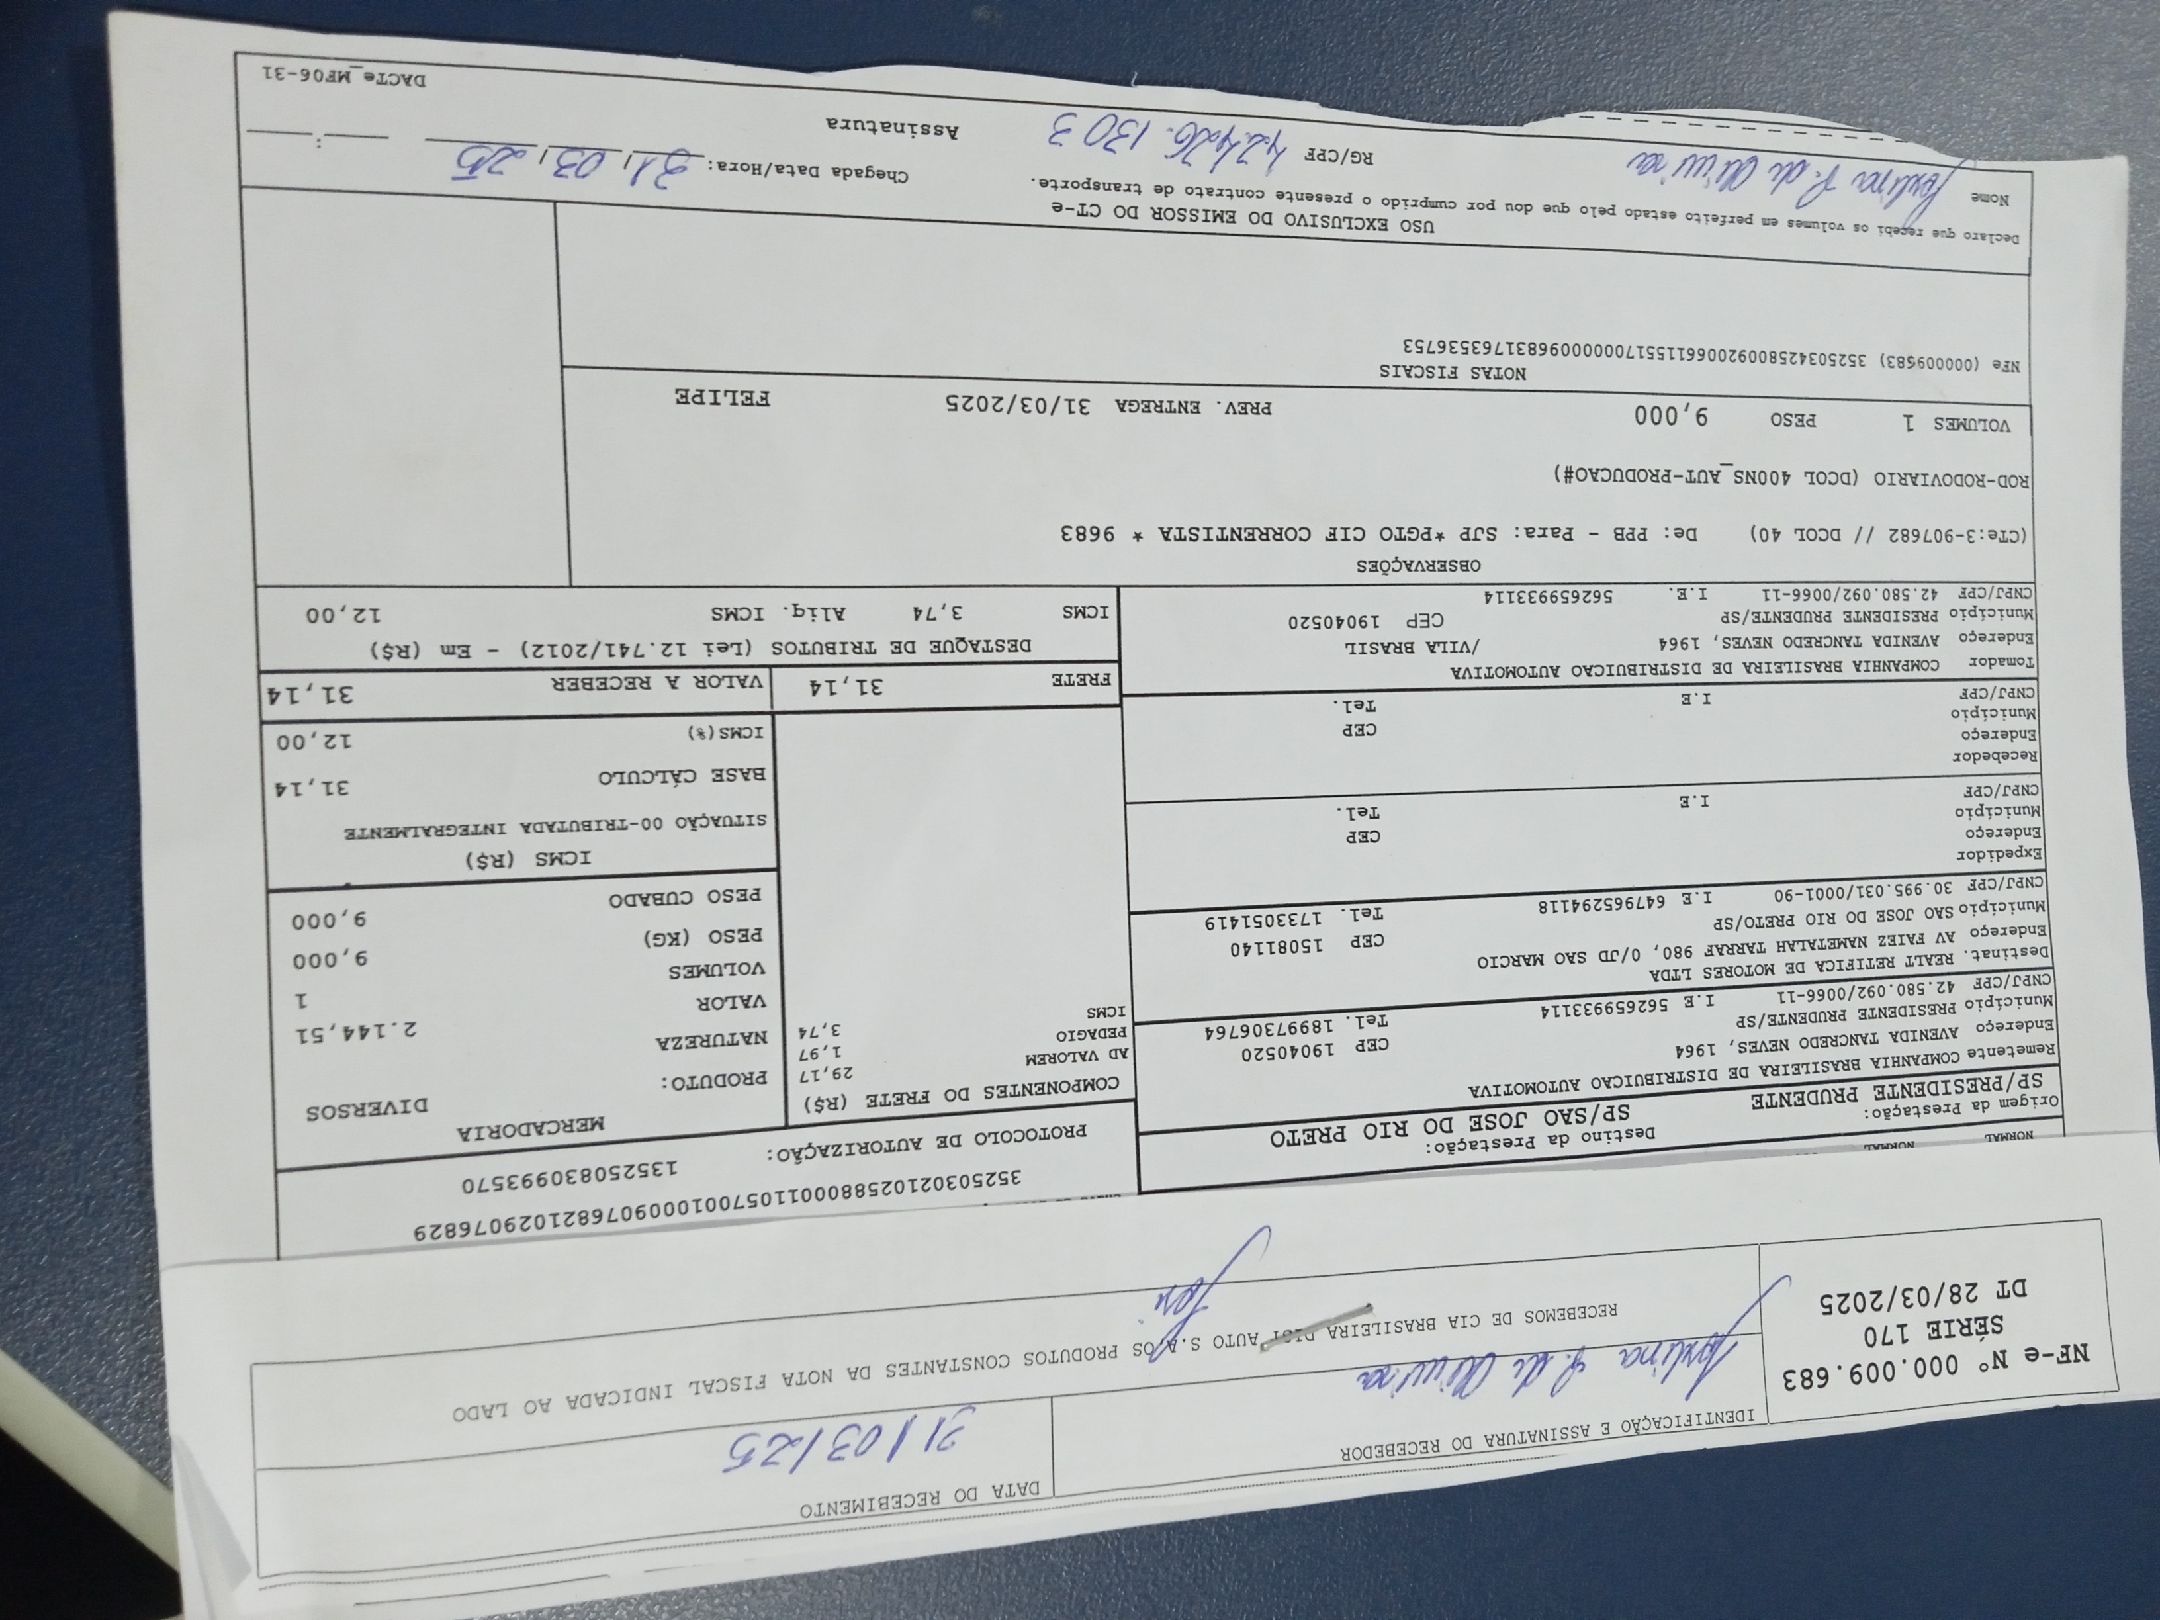 NF-e Nº 000.009.683
SÉRIE 170
DT 28/03/2025
RECEBEMOS DE CIA BRASILEIRA DIST AUTO S.A. OS PRODUTOS CONSTANTES DA NOTA FISCAL INDICADA AO LADO
IDENTIFICAÇÃO E ASSINATURA DO RECEBEDOR
de Oliveira
DATA DO RECEBIMENTO
31/03/25
NORMAL NORMAL
35250302102588000110570010009076821029076829
PROTOCOLO DE AUTORIZAÇÃO:
135250830993570
Origem da Prestação:
SP/PRESIDENTE PRUDENTE
Destino da Prestação:
SP/SAO JOSE DO RIO PRETO
Remetente COMPANHIA BRASILEIRA DE DISTRIBUICAO AUTOMOTIVA
Endereço AVENIDA TANCREDO NEVES, 1964
Município PRESIDENTE PRUDENTE/SP CEP 19040520
CNPJ/CPF 42.580.092/0066-11 I.E 562659933114 Tel. 18997306764
Destinat. REALT RETIFICA DE MOTORES LTDA
Endereço AV FAIEZ NAMETALAH TARRAF 980, 0/JD SAO MARCIO
Município SAO JOSE DO RIO PRETO/SP CEP 15081140
CNPJ/CPF 30.995.031/0001-90 I.E 647965294118 Tel. 1733051419
Expedidor
Endereço
Município CEP
CNPJ/CPF I.E Tel.
Recebedor
Endereço
Município CEP
CNPJ/CPF I.E Tel.
Tomador COMPANHIA BRASILEIRA DE DISTRIBUICAO AUTOMOTIVA
Endereço AVENIDA TANCREDO NEVES, 1964 /VILA BRASIL
Município PRESIDENTE PRUDENTE/SP CEP 19040520
CNPJ/CPF 42.580.092/0066-11 I.E. 562659933114
COMPONENTES DO FRETE (R$)
29,17
AD VALOREM 1,97
PEDAGIO 3,74
ICMS
MERCADORIA
PRODUTO: DIVERSOS
NATUREZA
VALOR 2.144,51
VOLUMES 1
PESO (KG) 9,000
PESO CUBADO 9,000
ICMS (R$)
SITUAÇÃO 00-TRIBUTADA INTEGRALMENTE
BASE CÁLCULO 31,14
ICMS(%) 12,00
FRETE 31,14 VALOR A RECEBER 31,14
DESTAQUE DE TRIBUTOS (Lei 12.741/2012) - Em (R$)
ICMS 3,74 Aliq. ICMS 12,00
OBSERVAÇÕES
(CTe:3-907682 // DCOL 40) De: PPB - Para: SJP *PGTO CIF CORRENTISTA * 9683
ROD-RODOVIARIO (DCOL 400NS_AUT-PRODUCAO#)
VOLUMES 1 PESO 9,000 PREV. ENTREGA 31/03/2025 FELIPE
NOTAS FISCAIS
NFe (000009683) 35250342580092006611551700000096831763536753
USO EXCLUSIVO DO EMISSOR DO CT-e
Declaro que recebi os volumes em perfeito estado pelo que dou por cumprido o presente contrato de transporte.
Nome de Oliveira RG/CPF Assinatura Chegada Data/Hora: 31/03/25 :
DACTe_MF06-31